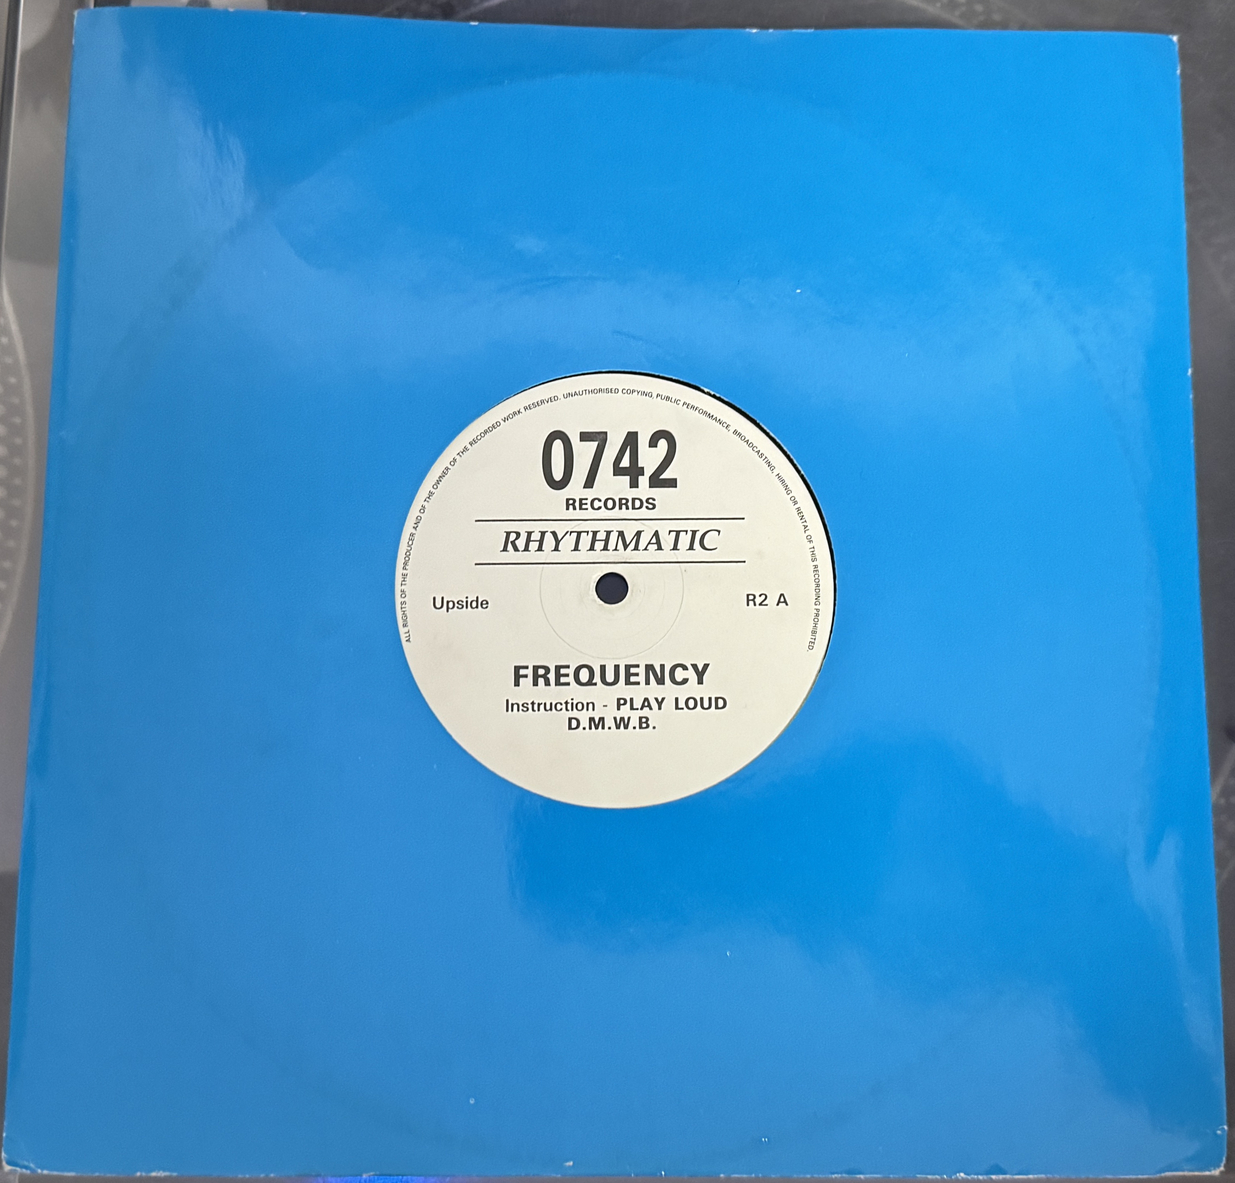 ALL RIGHTS OF THE PRODUCER AND OF THE OWNER OF THE RECORDED WORK RESERVED. UNAUTHORISED COPYING, PUBLIC PERFORMANCE, BROADCASTING, HIRING OR RENTAL OF THIS RECORDING PROHIBITED.
0742
RECORDS
RHYTHMATIC
Upside R2 A
FREQUENCY
Instruction - PLAY LOUD
D.M.W.B.